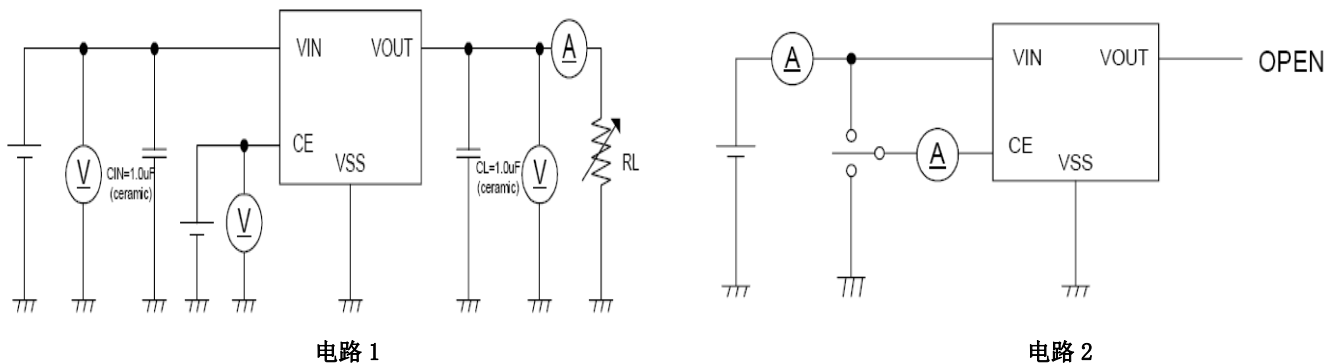 VIN
VOUT
CE
VSS
V
CIN=1.0uF
(ceramic)
V
CL=1.0uF
(ceramic)
V
A
RL
电路 1
A
VIN
VOUT
OPEN
A
CE
VSS
电路 2